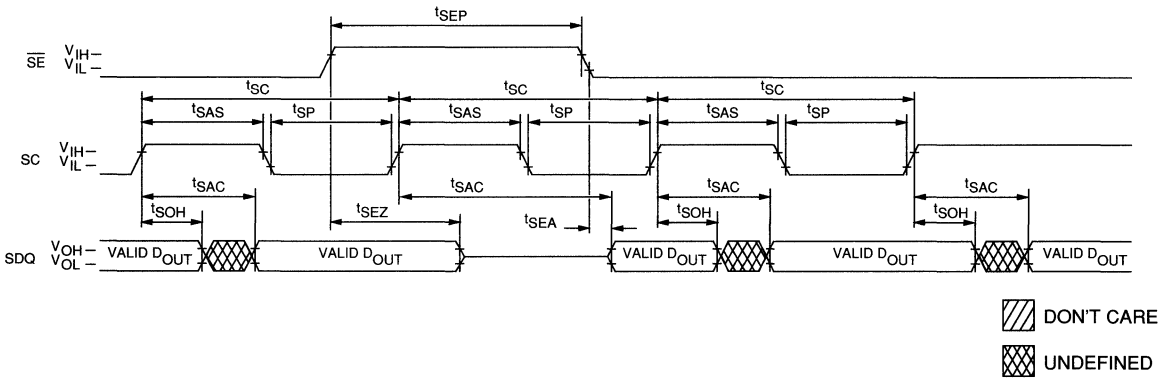 tSEP
SE VIH
VIL
tSC tSC tSC
tSAS tSP tSAS tSP tSAS tSP
SC VIH
VIL
tSAC tSAC tSAC tSAC
tSOH tSEZ tSEA tSOH tSOH
SDQ VOH
VOL
VALID DOUT VALID DOUT VALID DOUT VALID DOUT VALID DOUT
DON'T CARE
UNDEFINED